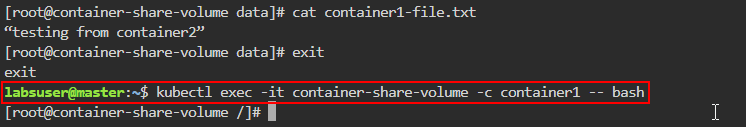 [root@container-share-volume data]# cat container1-file.txt
“testing from container2”
[root@container-share-volume data]# exit
exit
labsuser@master:~$ kubectl exec -it container-share-volume -c container1 -- bash
[root@container-share-volume /]#